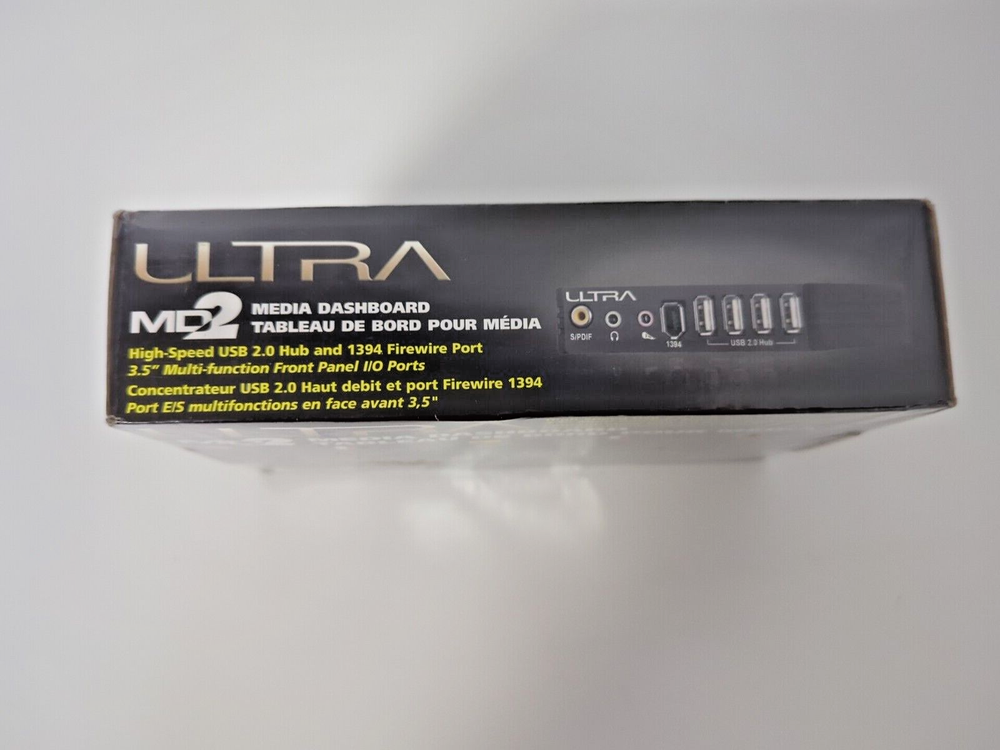 ULTRA
MD2 MEDIA DASHBOARD
TABLEAU DE BORD POUR MÉDIA
High-Speed USB 2.0 Hub and 1394 Firewire Port
3.5" Multi-function Front Panel I/O Ports
Concentrateur USB 2.0 Haut debit et port Firewire 1394
Port E/S multifonctions en face avant 3,5"
ULTRA
S/PDIF
1394
USB 2.0 Hub